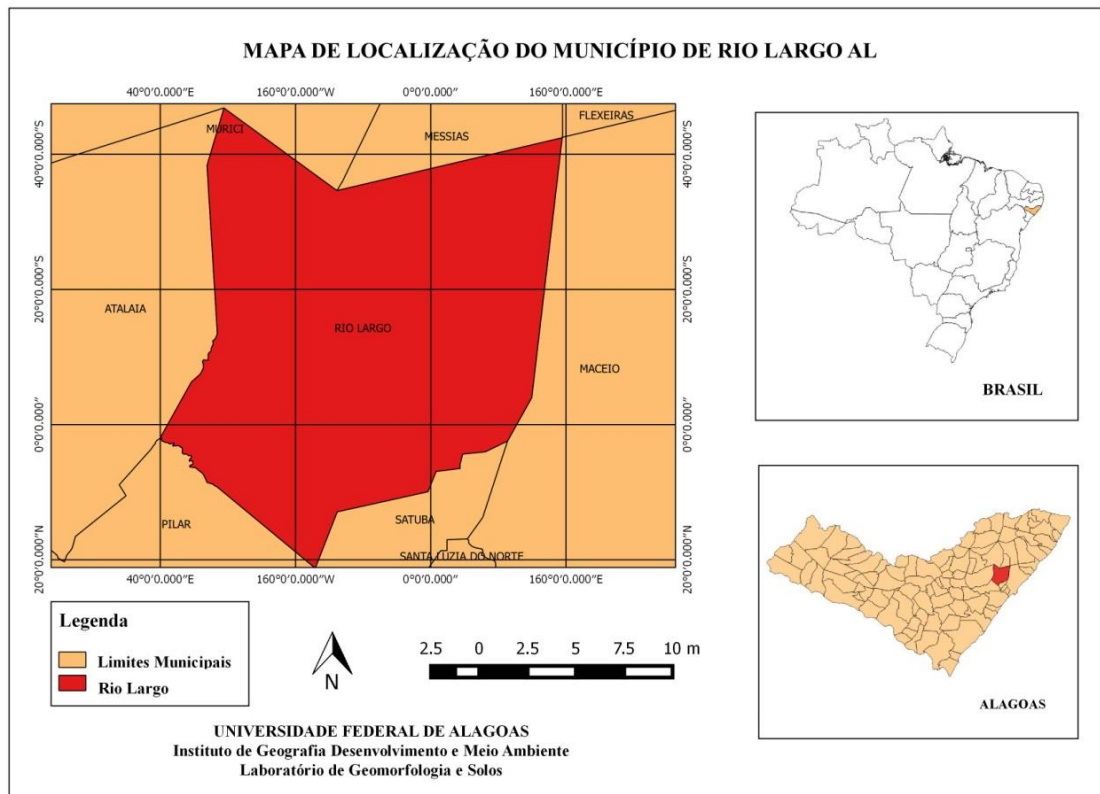 MAPA DE LOCALIZAÇÃO DO MUNICÍPIO DE RIO LARGO AL
40°0'0.000"E 160°0'0.000"W 0°0'0.000" 160°0'0.000"E
40°0'0.000"S
20°0'0.000"S
0°0'0.000"
20°0'0.000"N
MURICI
MESSIAS
FLEXEIRAS
ATALAIA
RIO LARGO
MACEIO
PILAR
SATUBA
SANTA LUZIA DO NORTE
40°0'0.000"S
20°0'0.000"S
0°0'0.000"
20°0'0.000"N
40°0'0.000"E 160°0'0.000"W 0°0'0.000" 160°0'0.000"E
BRASIL
ALAGOAS
Legenda
Limites Municipais
Rio Largo
N
2.5 0 2.5 5 7.5 10 m
UNIVERSIDADE FEDERAL DE ALAGOAS
Instituto de Geografia Desenvolvimento e Meio Ambiente
Laboratório de Geomorfologia e Solos